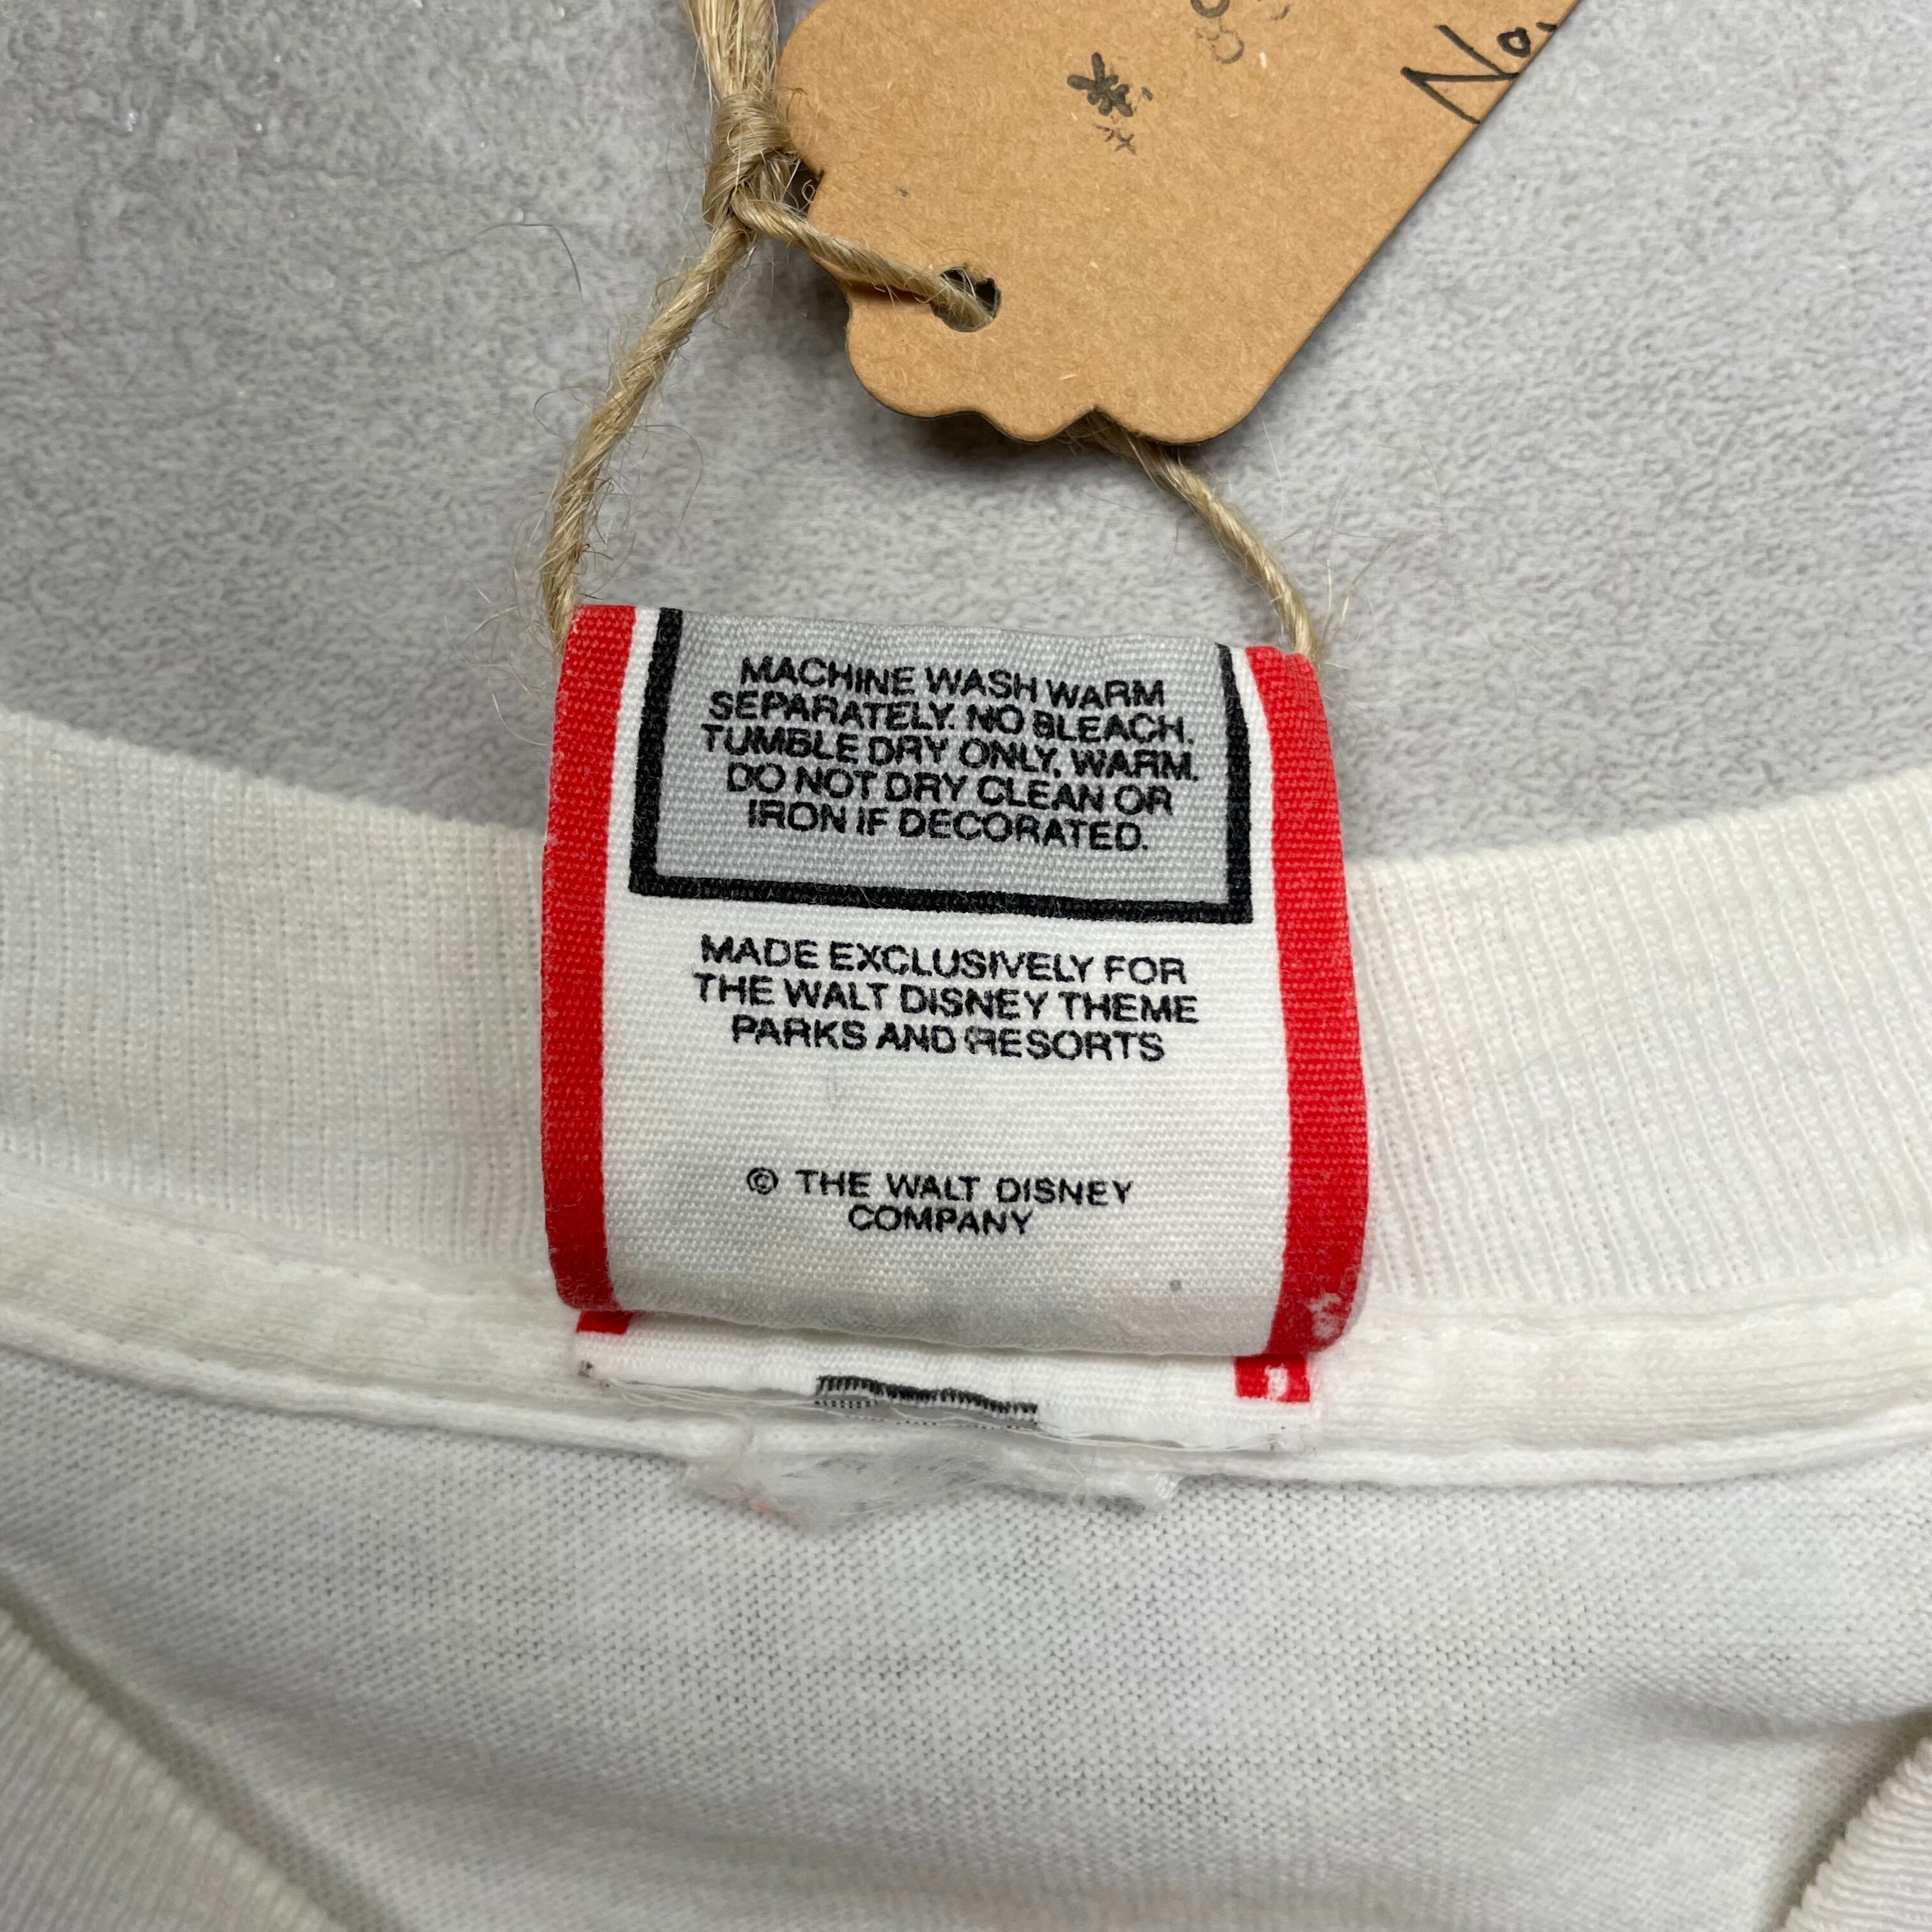 MACHINE WASH WARM
SEPARATELY. NO BLEACH.
TUMBLE DRY ONLY, WARM.
DO NOT DRY CLEAN OR
IRON IF DECORATED.
MADE EXCLUSIVELY FOR
THE WALT DISNEY THEME
PARKS AND RESORTS
© THE WALT DISNEY
COMPANY